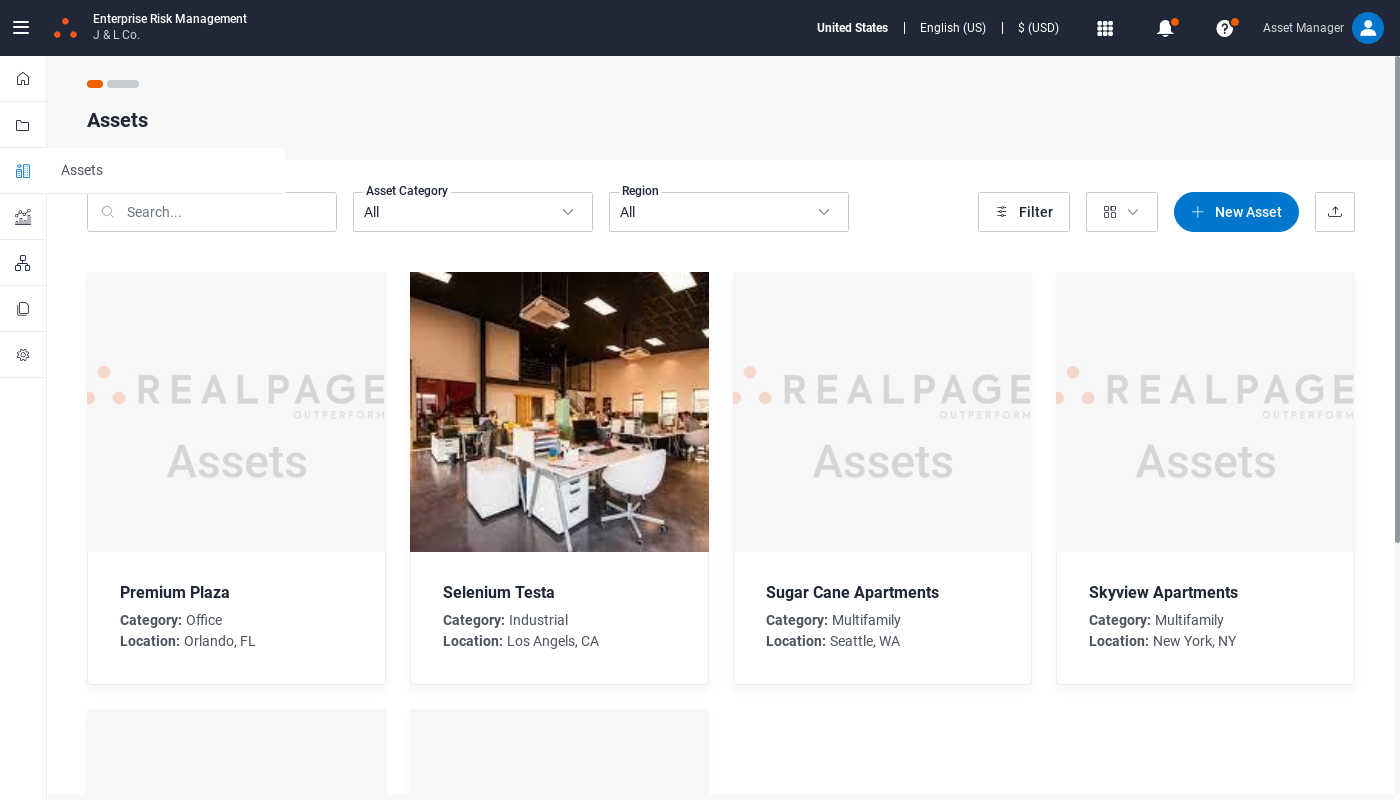 Enterprise Risk Management
J & L Co.
United States
English (US)
$ (USD)
Asset Manager
Assets
Assets
Search...
Asset Category
All
Region
All
Filter
New Asset
REALPAGE
OUTPERFORM
Assets
REALPAGE
OUTPERFORM
Assets
REALPAGE
OUTPERFORM
Assets
Premium Plaza
Category: Office
Location: Orlando, FL
Selenium Testa
Category: Industrial
Location: Los Angels, CA
Sugar Cane Apartments
Category: Multifamily
Location: Seattle, WA
Skyview Apartments
Category: Multifamily
Location: New York, NY